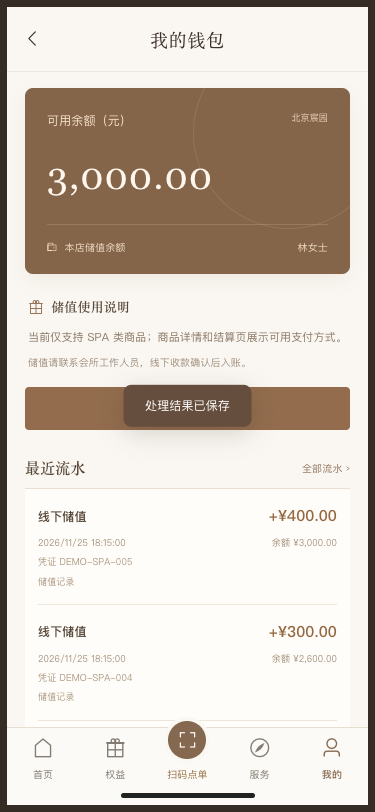 我的钱包
可用余额（元）
北京宸园
3,000.00
本店储值余额
林女士
储值使用说明
当前仅支持 SPA 类商品；商品详情和结算页展示可用支付方式。
储值请联系会所工作人员，线下收款确认后入账。
处理结果已保存
最近流水
全部流水 >
线下储值
+¥400.00
2026/11/25 18:15:00
余额 ¥3,000.00
凭证 DEMO-SPA-005
储值记录
线下储值
+¥300.00
2026/11/25 18:15:00
余额 ¥2,600.00
凭证 DEMO-SPA-004
储值记录
首页
权益
扫码点单
服务
我的